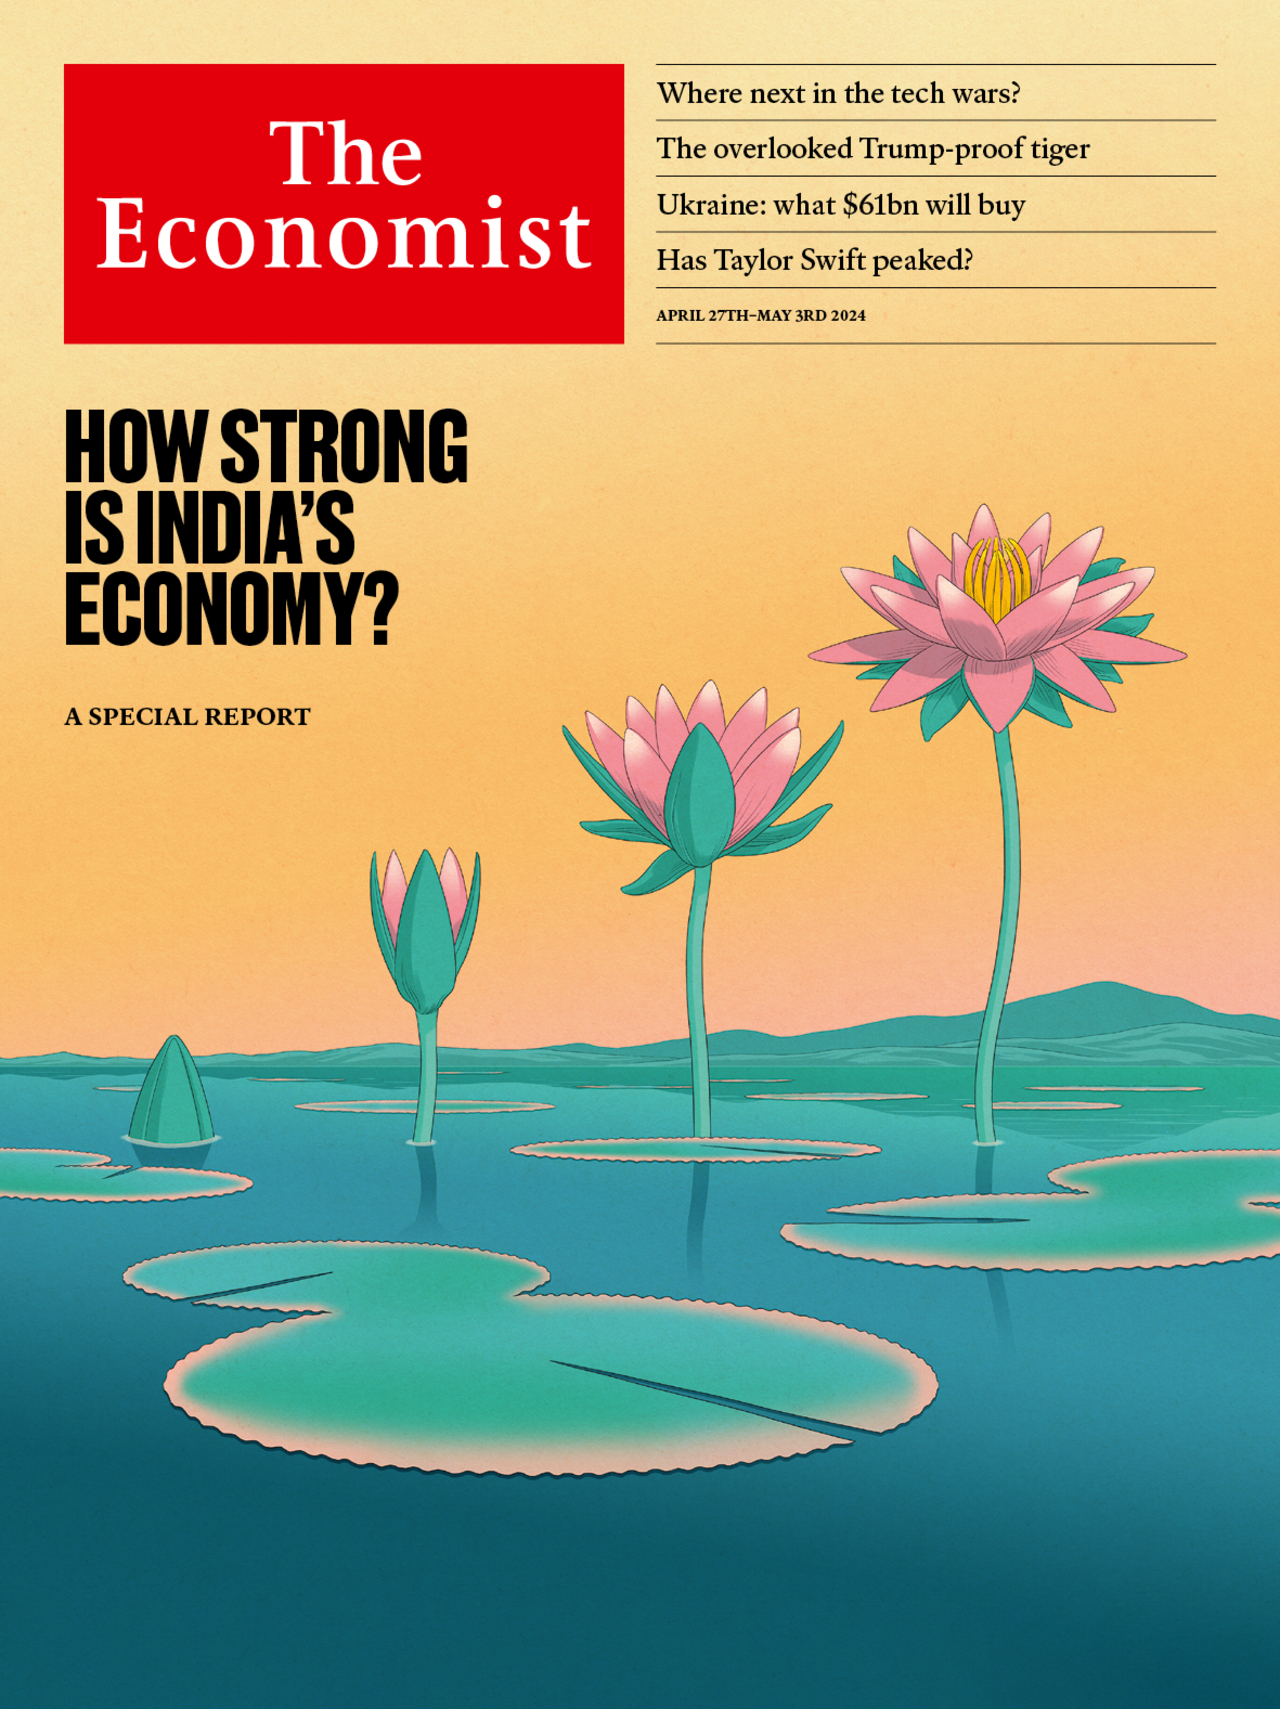 The
Economist
Where next in the tech wars?
The overlooked Trump-proof tiger
Ukraine: what $61bn will buy
Has Taylor Swift peaked?
APRIL 27TH–MAY 3RD 2024
HOW STRONG
IS INDIA’S
ECONOMY?
A SPECIAL REPORT